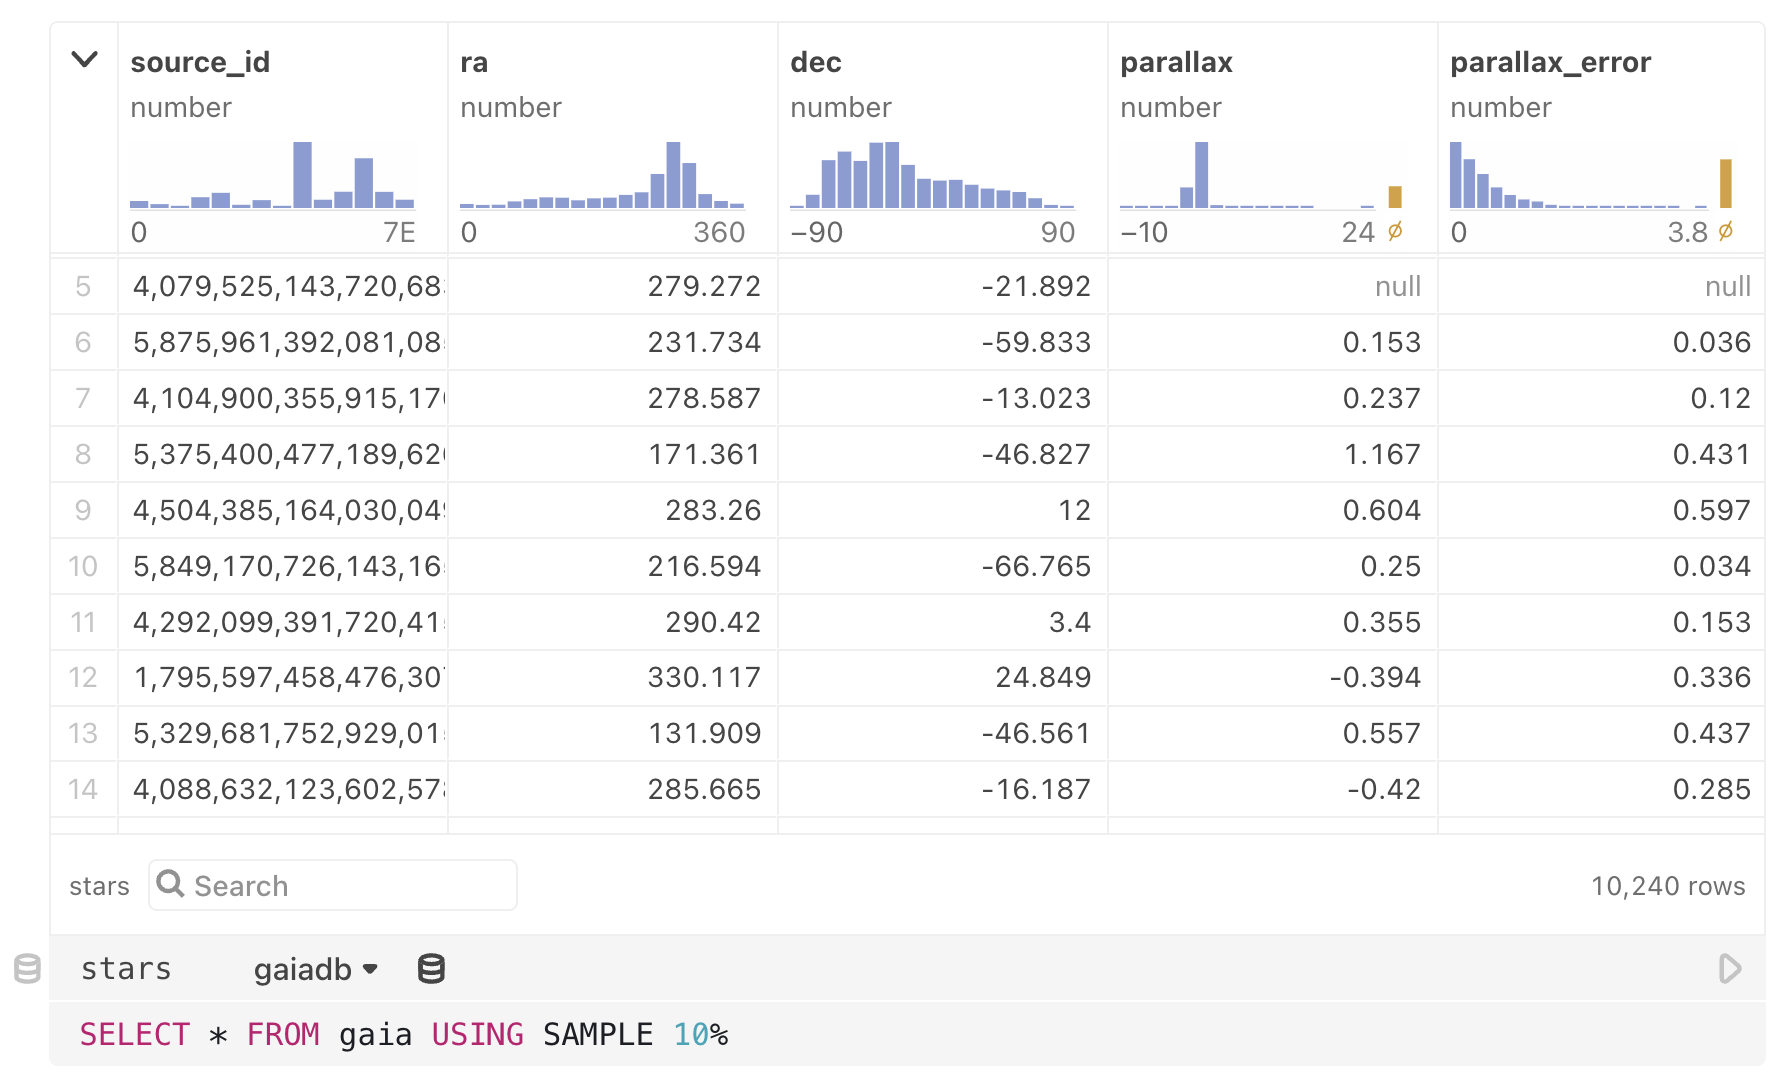 source_id ra dec parallax parallax_error
number number number number number
0 7E 0 360 −90 90 −10 24 ∅ 0 3.8 ∅
5 4,079,525,143,720,68 279.272 -21.892 null null
6 5,875,961,392,081,08 231.734 -59.833 0.153 0.036
7 4,104,900,355,915,17 278.587 -13.023 0.237 0.12
8 5,375,400,477,189,62 171.361 -46.827 1.167 0.431
9 4,504,385,164,030,04 283.26 12 0.604 0.597
10 5,849,170,726,143,16 216.594 -66.765 0.25 0.034
11 4,292,099,391,720,41 290.42 3.4 0.355 0.153
12 1,795,597,458,476,30 330.117 24.849 -0.394 0.336
13 5,329,681,752,929,01 131.909 -46.561 0.557 0.437
14 4,088,632,123,602,57 285.665 -16.187 -0.42 0.285
stars Search 10,240 rows
stars gaiadb
SELECT * FROM gaia USING SAMPLE 10%